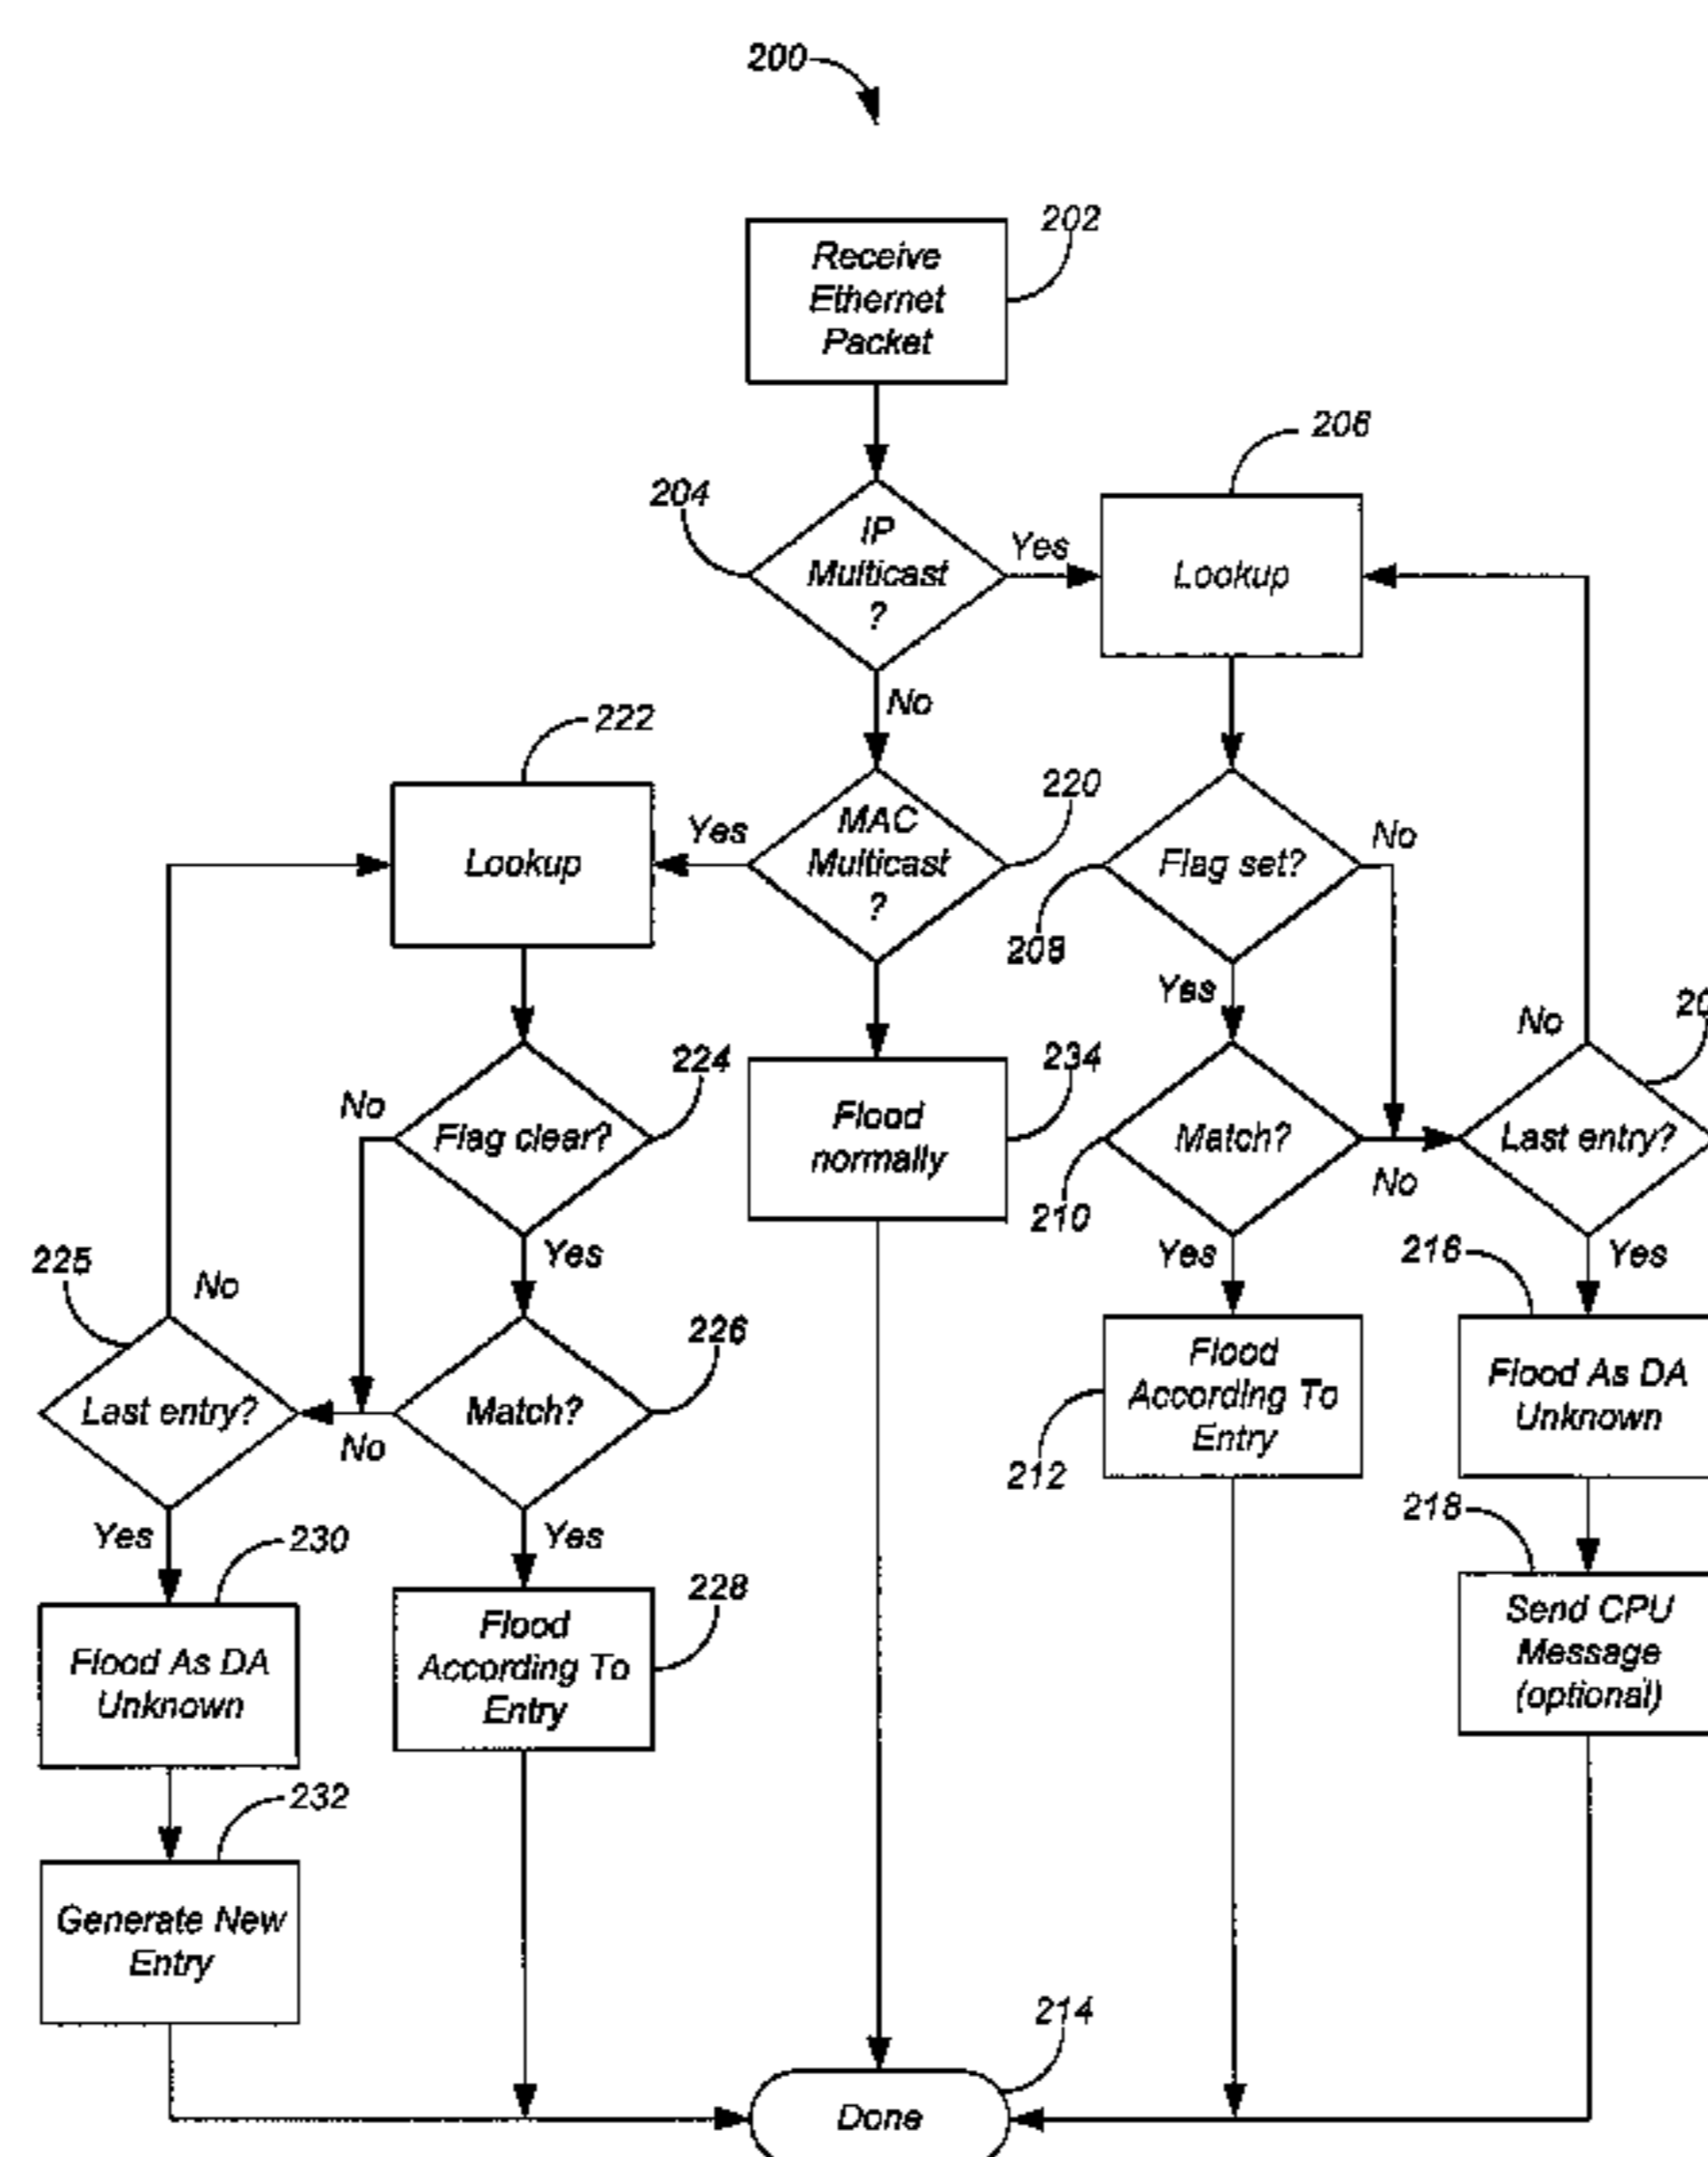 200
202
Receive
Ethernet
Packet
206
204
IP
Multicast
?
Yes
Lookup
No
222
220
Lookup
Yes
MAC
Multicast
?
Flag set?
No
208
Yes
No
224
234
No
Flag clear?
Flood
normally
Match?
Last entry?
No
210
225
No
Yes
Yes
216
Yes
226
Last entry?
No
Match?
Flood
According To
Entry
212
Flood As DA
Unknown
218
Yes
230
Yes
228
Flood As DA
Unknown
Flood
According To
Entry
Send CPU
Message
(optional)
232
Generate New
Entry
214
Done